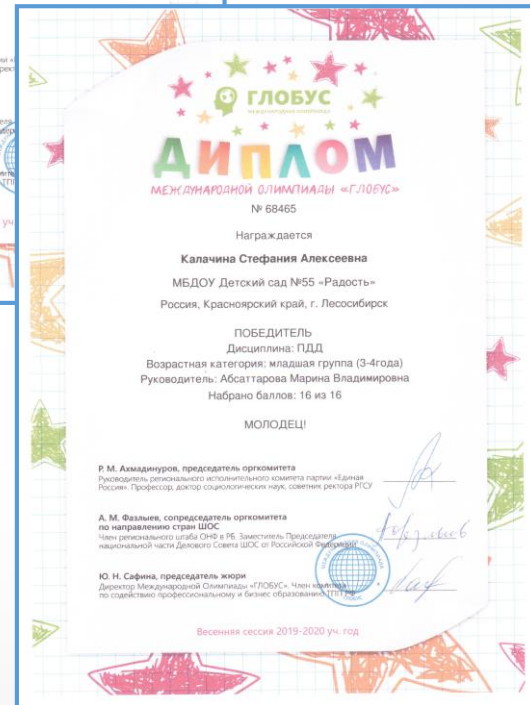 ГЛОБУС
МЕЖДУНАРОДНАЯ ОЛИМПИАДА
ДИПЛОМ
МЕЖДУНАРОДНОЙ ОЛИМПИАДЫ «ГЛОБУС»
№ 68465
Награждается
Калачина Стефания Алексеевна
МБДОУ Детский сад №55 «Радость»
Россия, Красноярский край, г. Лесосибирск
ПОБЕДИТЕЛЬ
Дисциплина: ПДД
Возрастная категория: младшая группа (3-4года)
Руководитель: Абсаттарова Марина Владимировна
Набрано баллов: 16 из 16
МОЛОДЕЦ!
Р. М. Ахмадинуров, председатель оргкомитета
Руководитель регионального исполнительного комитета партии «Единая
Россия». Профессор, доктор социологических наук, советник ректора РГСУ
А. М. Фазлыев, сопредседатель оргкомитета
по направлению стран ШОС
Член регионального штаба ОНФ в РБ. Заместитель Председателя
национальной части Делового Совета ШОС от Российской Федерации
Ю. Н. Сафина, председатель жюри
Директор Международной Олимпиады «ГЛОБУС». Член комитета
по содействию профессиональному и бизнес образованию ТПП РФ
Весенняя сессия 2019-2020 уч. год